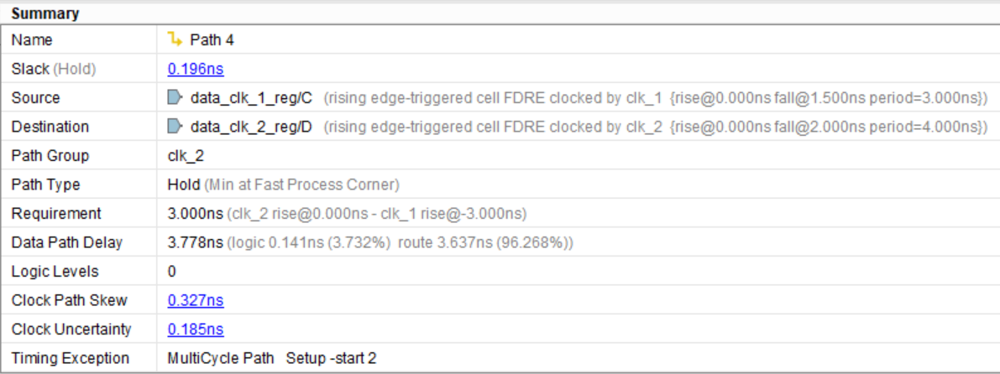 Summary
Name Path 4
Slack (Hold) 0.196ns
Source data_clk_1_reg/C (rising edge-triggered cell FDRE clocked by clk_1 {rise@0.000ns fall@1.500ns period=3.000ns})
Destination data_clk_2_reg/D (rising edge-triggered cell FDRE clocked by clk_2 {rise@0.000ns fall@2.000ns period=4.000ns})
Path Group clk_2
Path Type Hold (Min at Fast Process Corner)
Requirement 3.000ns (clk_2 rise@0.000ns - clk_1 rise@-3.000ns)
Data Path Delay 3.778ns (logic 0.141ns (3.732%) route 3.637ns (96.268%))
Logic Levels 0
Clock Path Skew 0.327ns
Clock Uncertainty 0.185ns
Timing Exception MultiCycle Path Setup -start 2